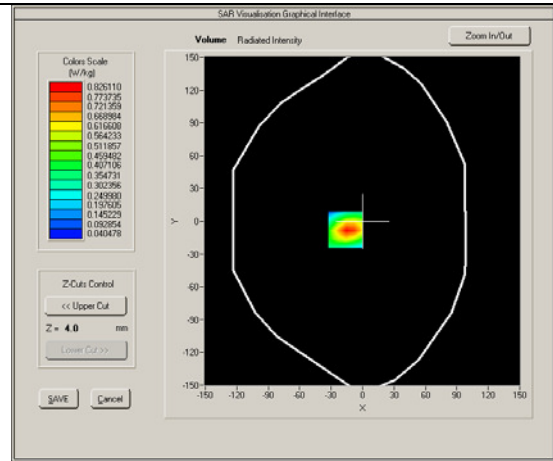 SAR Visualisation Graphical Interface
Volume Radiated Intensity
Zoom In/Out
Colors Scale
(W/kg)
0.826110
0.773735
0.721359
0.668984
0.616608
0.564233
0.511857
0.459482
0.407106
0.354731
0.302356
0.249980
0.197605
0.145229
0.092854
0.040478
Z-Cuts Control
<< Upper Cut
Z = 4.0 mm
Lower Cut >>
SAVE Cancel
150
120
90
60
30
0
-30
-60
-90
-120
-150
Y
-150 -120 -90 -60 -30 0 30 60 90 120 150
X